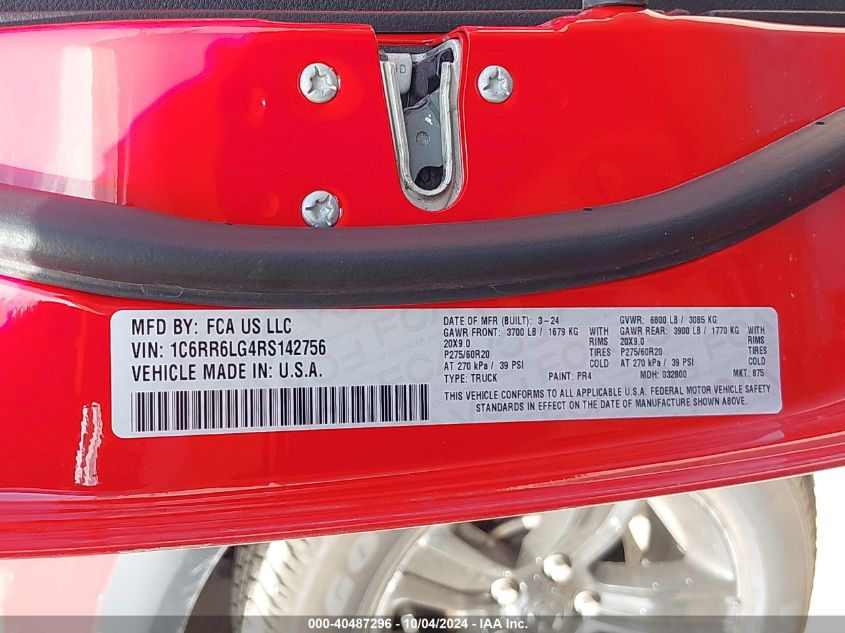 MFD BY: FCA US LLC
VIN: 1C6RR6LG4RS142756
VEHICLE MADE IN: U.S.A.
DATE OF MFR (BUILT): 3-24 GVWR: 6800 LB / 3085 KG
GAWR FRONT: 3700 LB / 1679 KG WITH GAWR REAR: 3900 LB / 1770 KG WITH
20X9.0 RIMS 20X9.0 RIMS
P275/60R20 TIRES P275/60R20 TIRES
AT 270 kPa / 39 PSI COLD AT 270 kPa / 39 PSI COLD
TYPE: TRUCK PAINT: PR4 MDH: 032800 MKT: 875
THIS VEHICLE CONFORMS TO ALL APPLICABLE U.S.A. FEDERAL MOTOR VEHICLE SAFETY
STANDARDS IN EFFECT ON THE DATE OF MANUFACTURE SHOWN ABOVE.
000-40487296 - 10/04/2024 - IAA Inc.